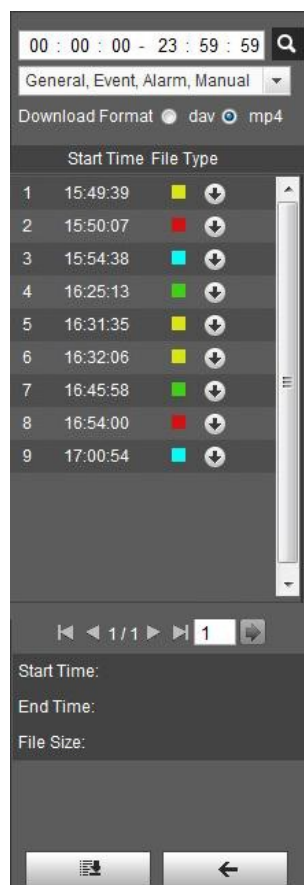 00 : 00 : 00 - 23 : 59 : 59
General, Event, Alarm, Manual
Download Format dav mp4
Start Time File Type
1 15:49:39
2 15:50:07
3 15:54:38
4 16:25:13
5 16:31:35
6 16:32:06
7 16:45:58
8 16:54:00
9 17:00:54
1 / 1 1
Start Time:
End Time:
File Size: